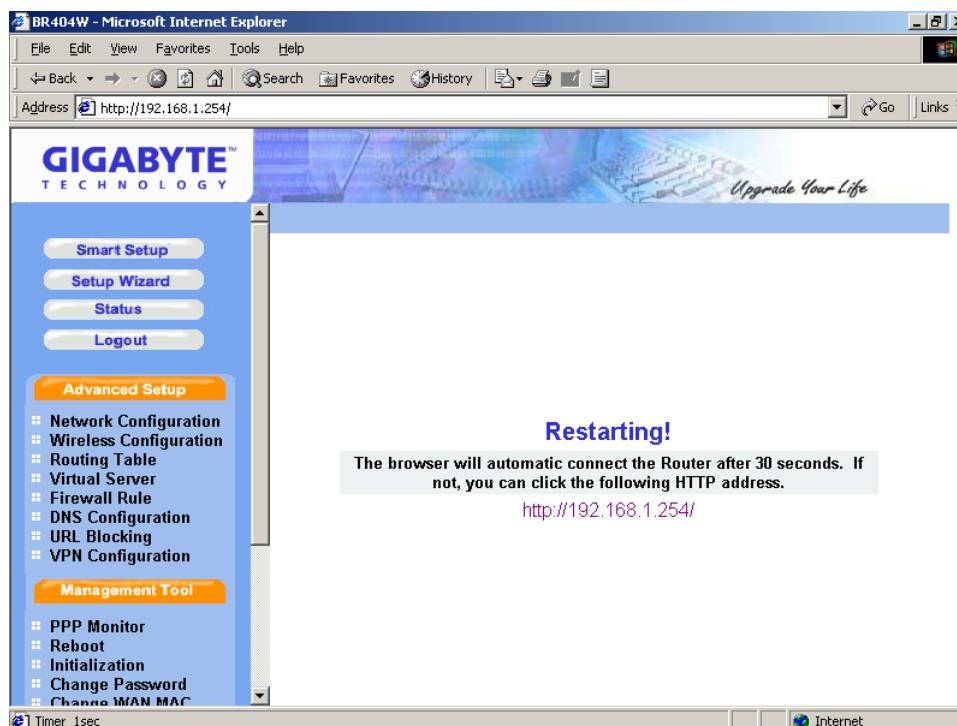 BR404W - Microsoft Internet Explorer
File Edit View Favorites Tools Help
Back Search Favorites History
Address http://192.168.1.254/ Go Links
GIGABYTE™
TECHNOLOGY
Upgrade Your Life
Smart Setup
Setup Wizard
Status
Logout
Advanced Setup
Network Configuration
Wireless Configuration
Routing Table
Virtual Server
Firewall Rule
DNS Configuration
URL Blocking
VPN Configuration
Management Tool
PPP Monitor
Reboot
Initialization
Change Password
Change WAN MAC
Restarting!
The browser will automatic connect the Router after 30 seconds. If
not, you can click the following HTTP address.
http://192.168.1.254/
Timer 1sec Internet